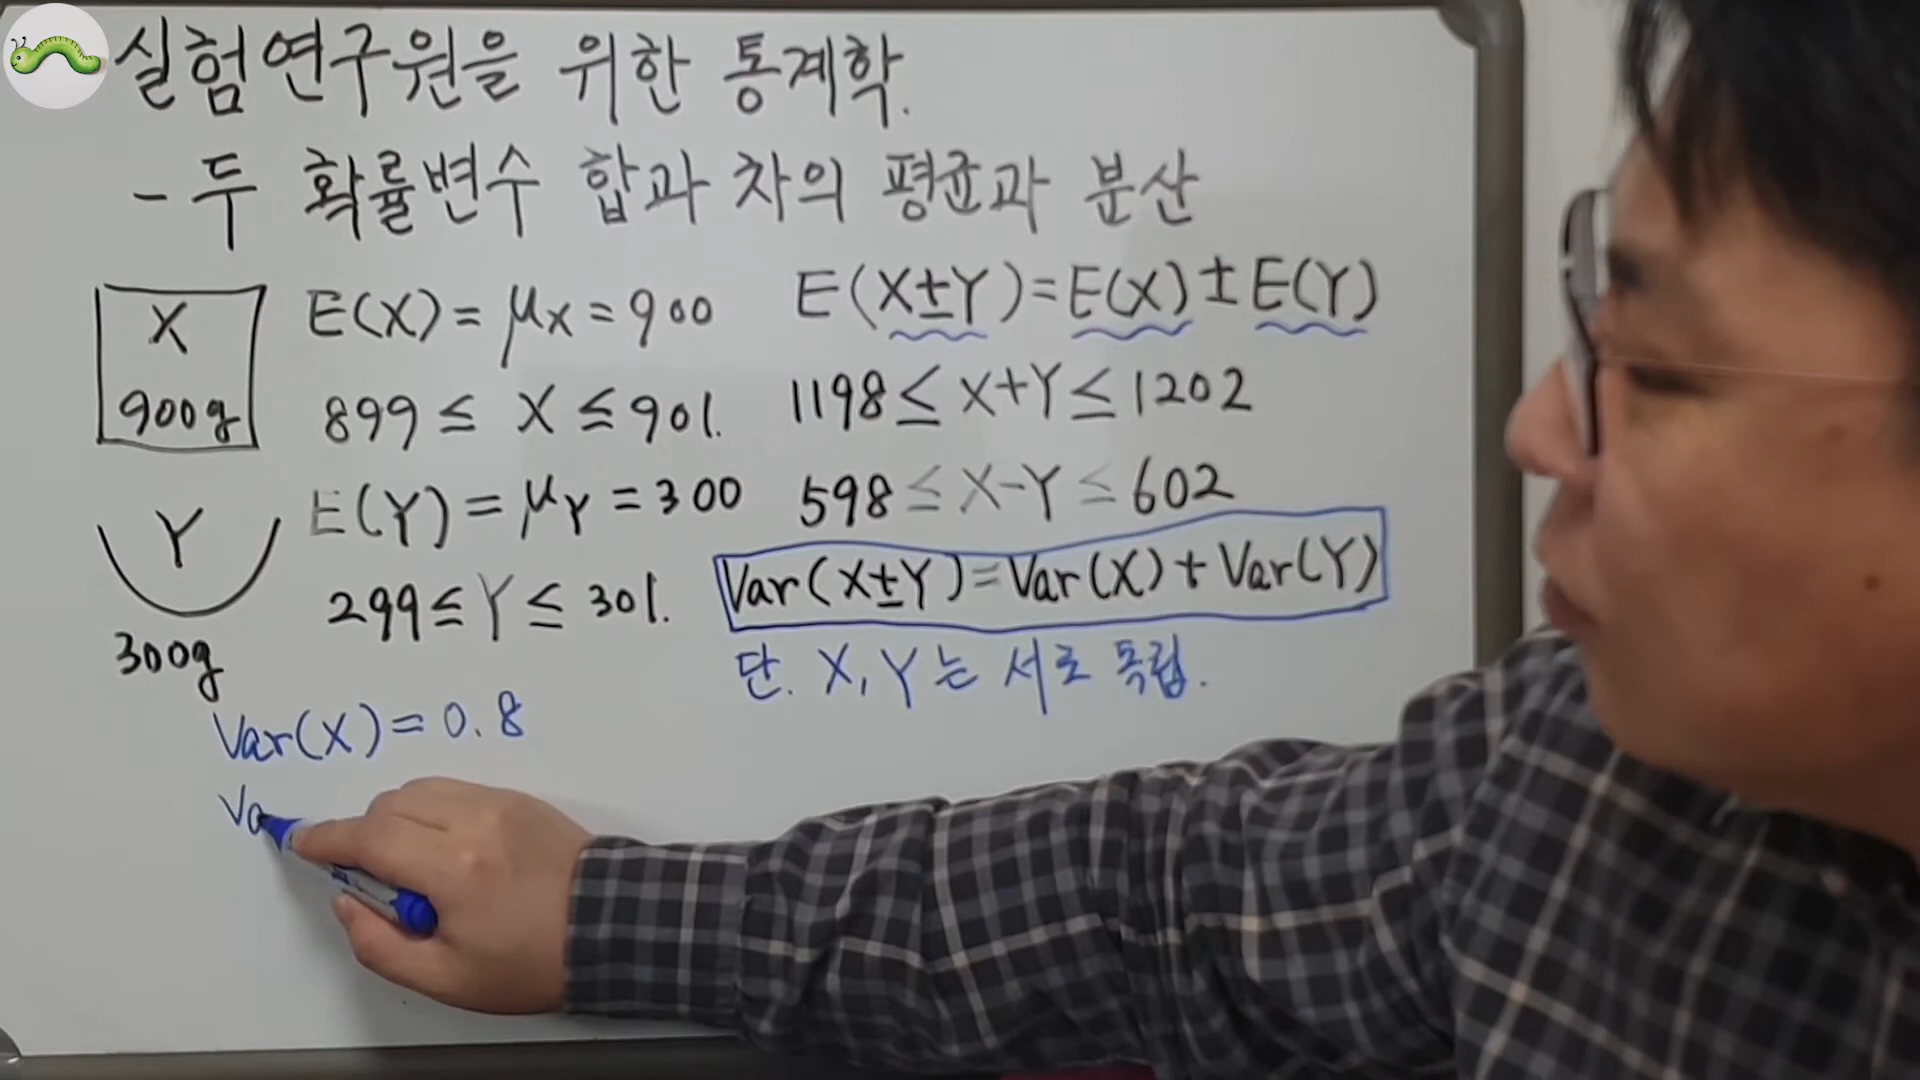 실험연구원을 위한 통계학.
- 두 확률변수 합과 차의 평균과 분산
X
900g
E(X) = μx = 900
899 ≤ X ≤ 901.
Y
300g
E(Y) = μY = 300
299 ≤ Y ≤ 301.
E(X±Y) = E(X) ± E(Y)
1198 ≤ X+Y ≤ 1202
598 ≤ X-Y ≤ 602
Var(X±Y) = Var(X) + Var(Y)
단. X, Y는 서로 독립.
Var(X) = 0.8
Va